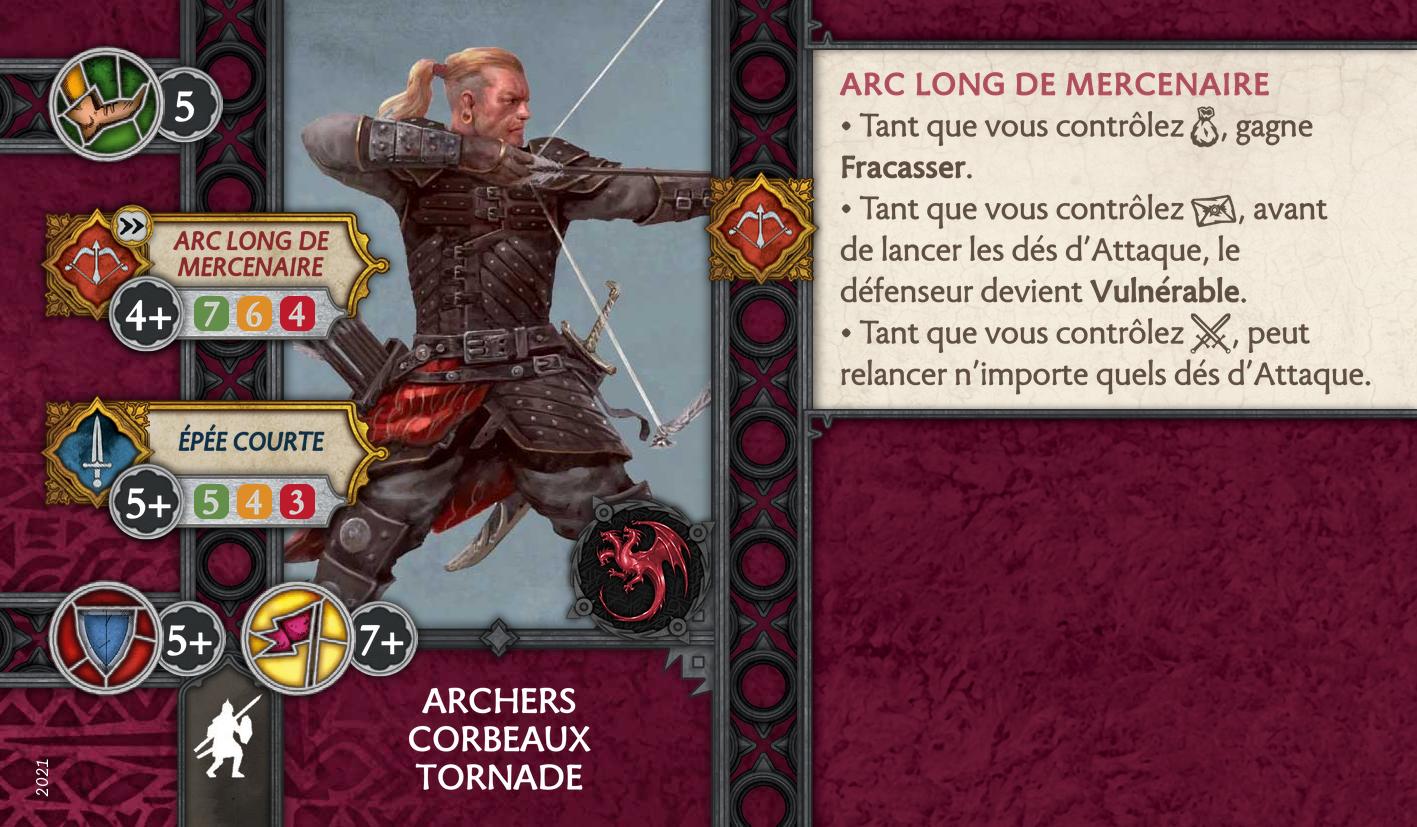 5
ARC LONG DE
MERCENAIRE
4+ 7 6 4
ÉPÉE COURTE
5+ 5 4 3
5+ 7+
ARCHERS
CORBEAUX
TORNADE
2021
ARC LONG DE MERCENAIRE
• Tant que vous contrôlez , gagne
Fracasser.
• Tant que vous contrôlez , avant
de lancer les dés d’Attaque, le
défenseur devient Vulnérable.
• Tant que vous contrôlez , peut
relancer n’importe quels dés d’Attaque.